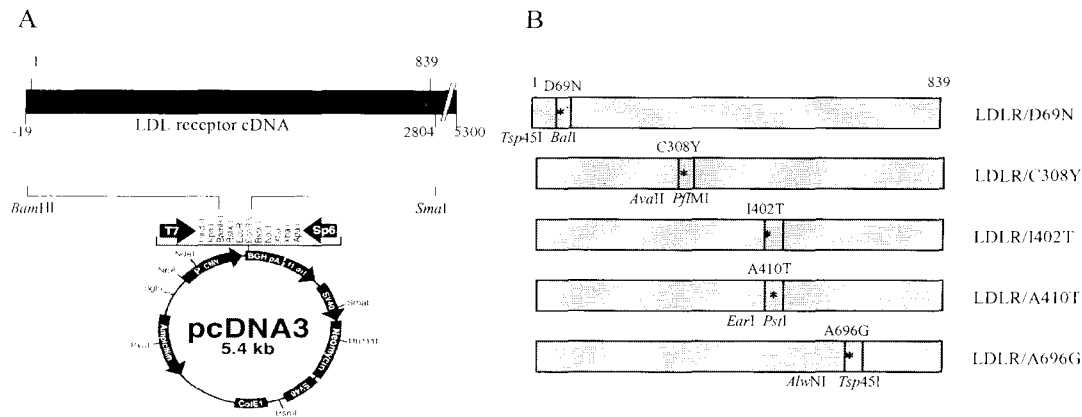 A
1
839
LDL receptor cDNA
-19
2804
5300
BamHI
SmaI
T7
Sp6
BGH pA
SV40
SmaI
Neomycin
SV40
ColE1
Ampicillin
pcDNA3
5.4 kb
B
1
D69N
839
LDLR/D69N
Tsp45I BalI
C308Y
LDLR/C308Y
AvaII PflMI
I402T
LDLR/I402T
A410T
LDLR/A410T
EarI PstI
A696G
LDLR/A696G
AlwNI Tsp45I